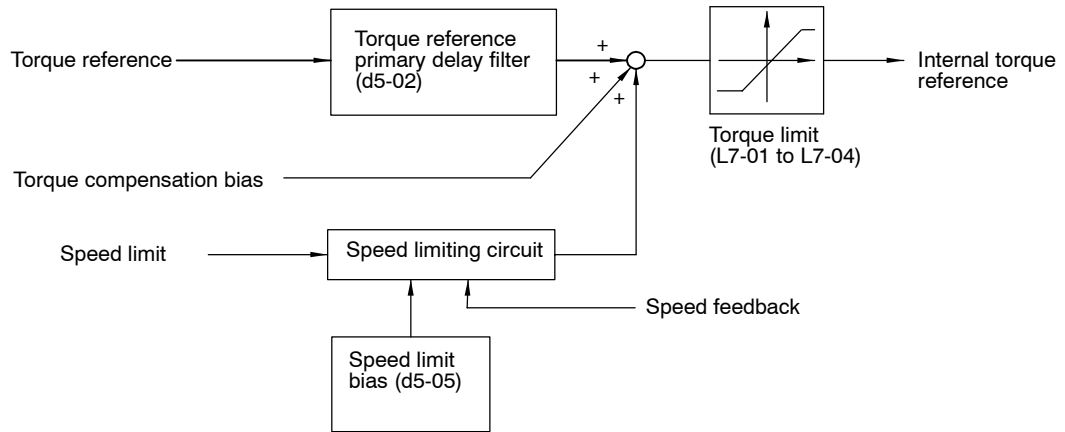 Torque reference
Torque reference
primary delay filter
(d5-02)
+
+
+
Internal torque
reference
Torque limit
(L7-01 to L7-04)
Torque compensation bias
Speed limit
Speed limiting circuit
Speed feedback
Speed limit
bias (d5-05)